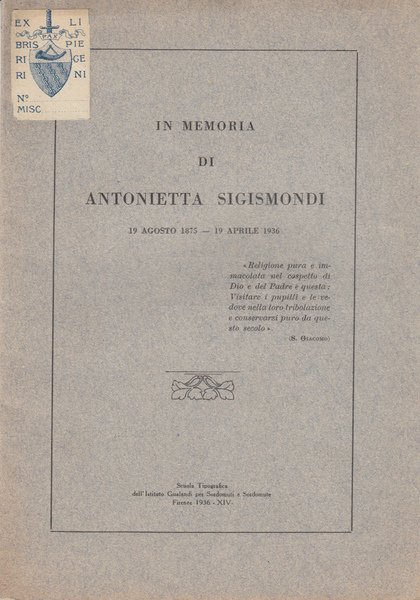 EX LI
BRIS PIE
PAX
RI GE
RI NI
Nº
MISC.
IN MEMORIA
DI
ANTONIETTA SIGISMONDI
19 AGOSTO 1875 — 19 APRILE 1936
«Religione pura e im-
macolata nel cospetto di
Dio e del Padre è questa:
Visitare i pupilli e le ve-
dove nella loro tribolazione
e conservarsi puro da que-
sto secolo».
(S. Giacomo)
Scuola Tipografica
dell'Istituto Gualandi per Sordomuti e Sordomute
Firenze 1936 - XIV-